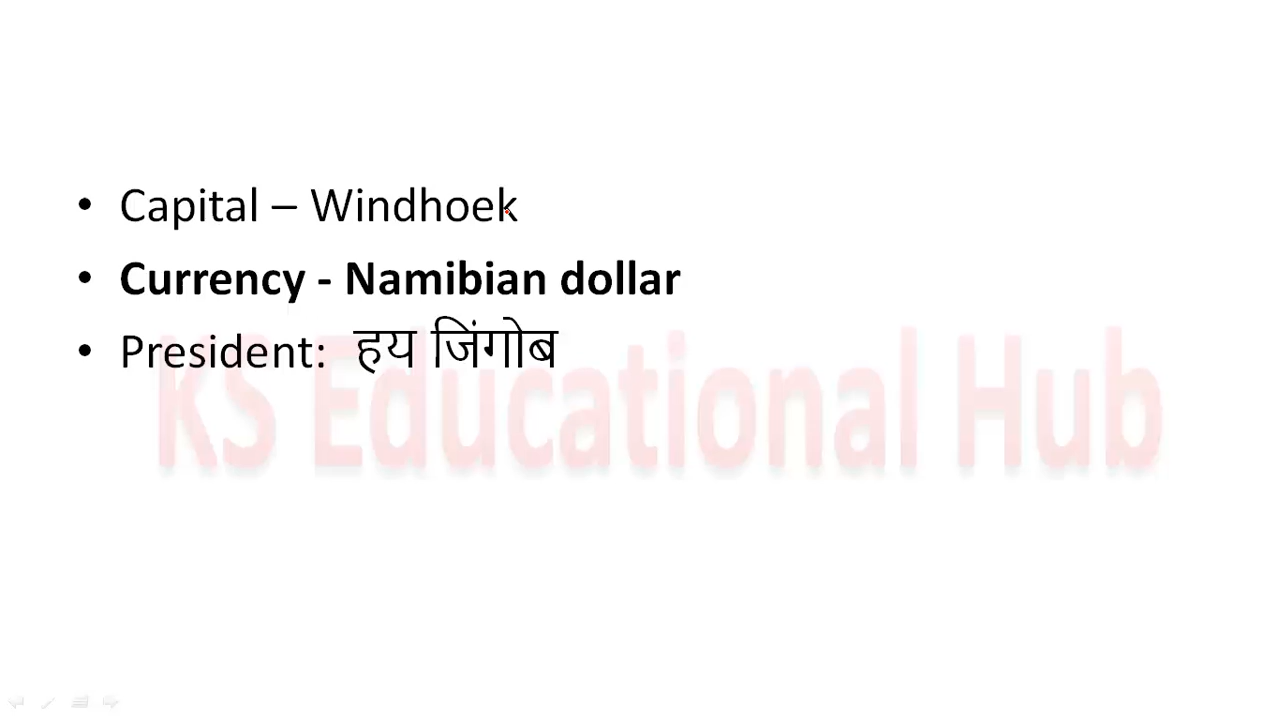 • Capital – Windhoek
• Currency - Namibian dollar
• President: हय जिंगोब
KS Educational Hub